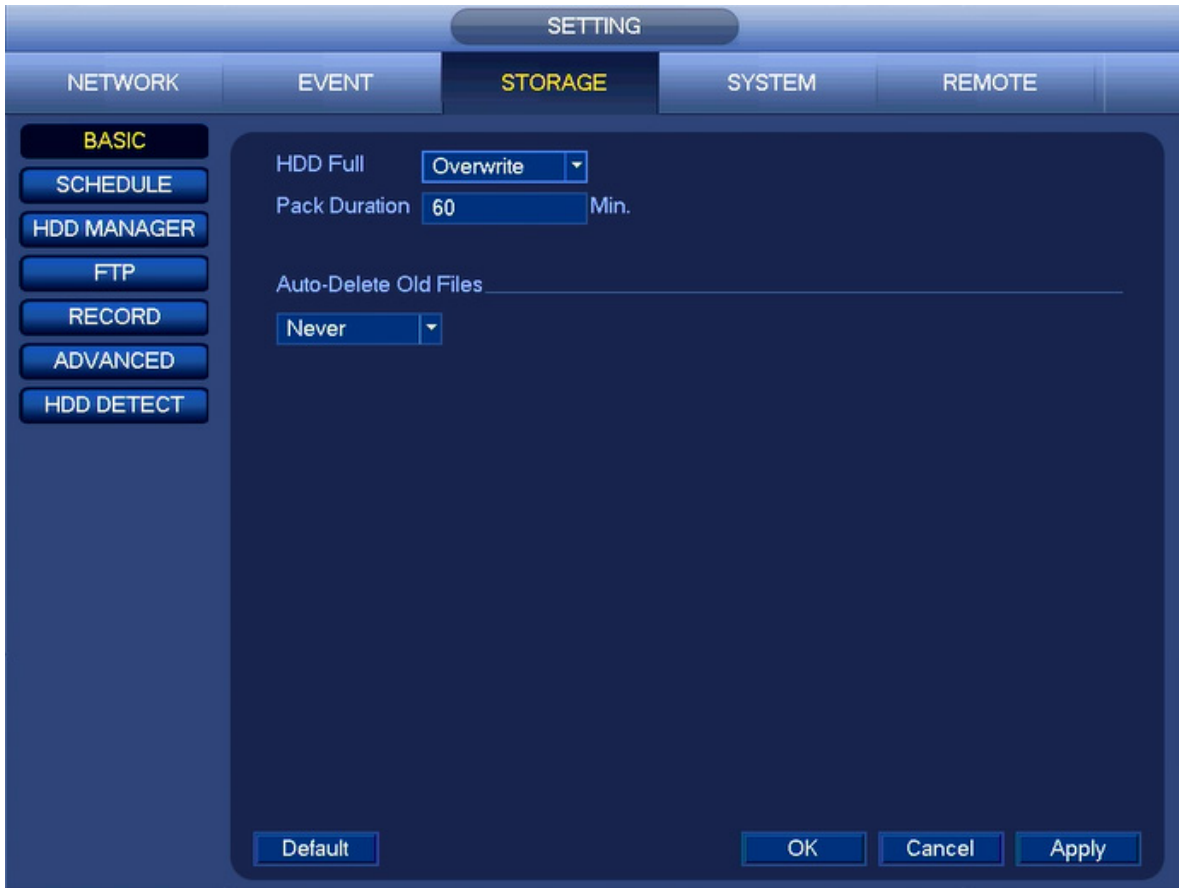 SETTING
NETWORK EVENT STORAGE SYSTEM REMOTE
BASIC
SCHEDULE
HDD MANAGER
FTP
RECORD
ADVANCED
HDD DETECT
HDD Full Overwrite
Pack Duration 60 Min.
Auto-Delete Old Files
Never
Default OK Cancel Apply